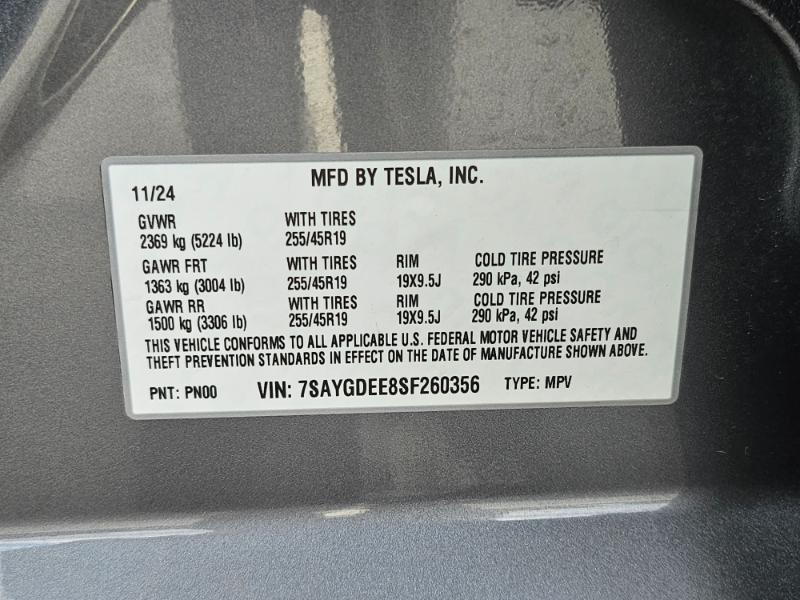 MFD BY TESLA, INC.
11/24
GVWR WITH TIRES
2369 kg (5224 lb) 255/45R19
GAWR FRT WITH TIRES RIM COLD TIRE PRESSURE
1363 kg (3004 lb) 255/45R19 19X9.5J 290 kPa, 42 psi
GAWR RR WITH TIRES RIM COLD TIRE PRESSURE
1500 kg (3306 lb) 255/45R19 19X9.5J 290 kPa, 42 psi
THIS VEHICLE CONFORMS TO ALL APPLICABLE U.S. FEDERAL MOTOR VEHICLE SAFETY AND
THEFT PREVENTION STANDARDS IN EFFECT ON THE DATE OF MANUFACTURE SHOWN ABOVE.
PNT: PN00 VIN: 7SAYGDEE8SF260356 TYPE: MPV